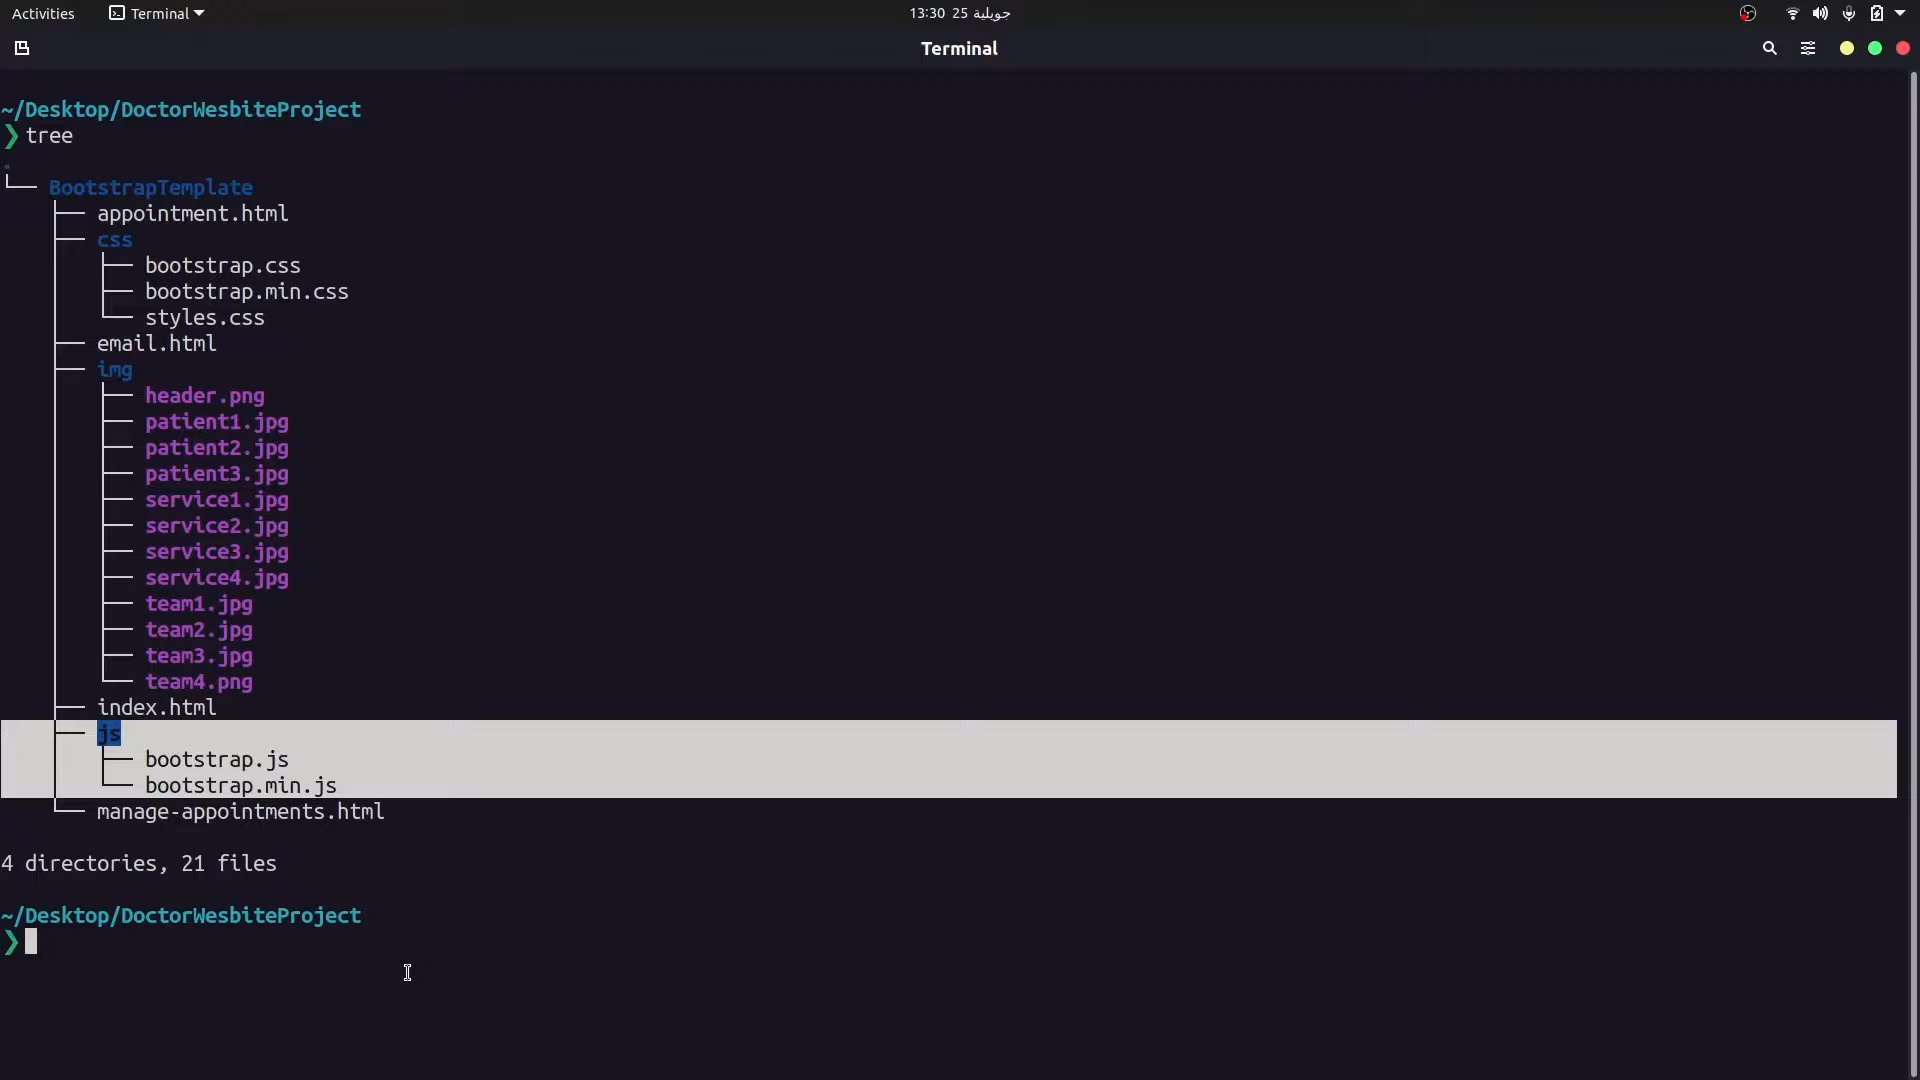 Activities Terminal 13:30 25 جويلية
Terminal
~/Desktop/DoctorWesbiteProject
❯ tree
.
└── BootstrapTemplate
    ├── appointment.html
    ├── css
    │   ├── bootstrap.css
    │   ├── bootstrap.min.css
    │   └── styles.css
    ├── email.html
    ├── img
    │   ├── header.png
    │   ├── patient1.jpg
    │   ├── patient2.jpg
    │   ├── patient3.jpg
    │   ├── service1.jpg
    │   ├── service2.jpg
    │   ├── service3.jpg
    │   ├── service4.jpg
    │   ├── team1.jpg
    │   ├── team2.jpg
    │   ├── team3.jpg
    │   └── team4.png
    ├── index.html
    ├── js
    │   ├── bootstrap.js
    │   └── bootstrap.min.js
    └── manage-appointments.html
4 directories, 21 files
~/Desktop/DoctorWesbiteProject
❯